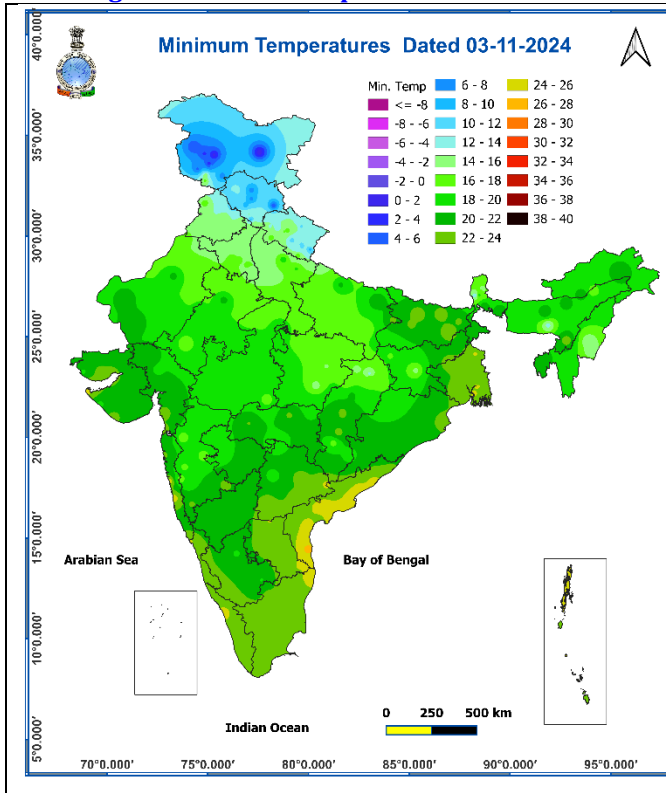 Minimum Temperatures Dated 03-11-2024
Min. Temp
<= -8
-8 - -6
-6 - -4
-4 - -2
-2 - 0
0 - 2
2 - 4
4 - 6
6 - 8
8 - 10
10 - 12
12 - 14
14 - 16
16 - 18
18 - 20
20 - 22
22 - 24
24 - 26
26 - 28
28 - 30
30 - 32
32 - 34
34 - 36
36 - 38
38 - 40
40°0.000'
35°0.000'
30°0.000'
25°0.000'
20°0.000'
15°0.000'
10°0.000'
5°0.000'
Arabian Sea
Bay of Bengal
Indian Ocean
0 250 500 km
70°0.000' 75°0.000' 80°0.000' 85°0.000' 90°0.000' 95°0.000'